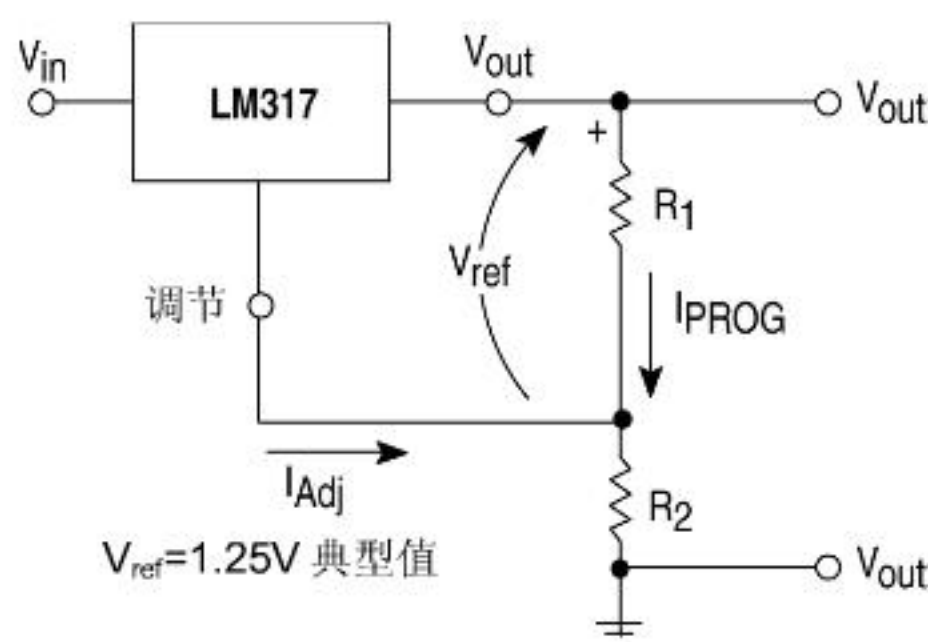 Vin
LM317
Vout
Vout
+
R1
Vref
调节
IPROG
IAdj
R2
Vref=1.25V 典型值
Vout